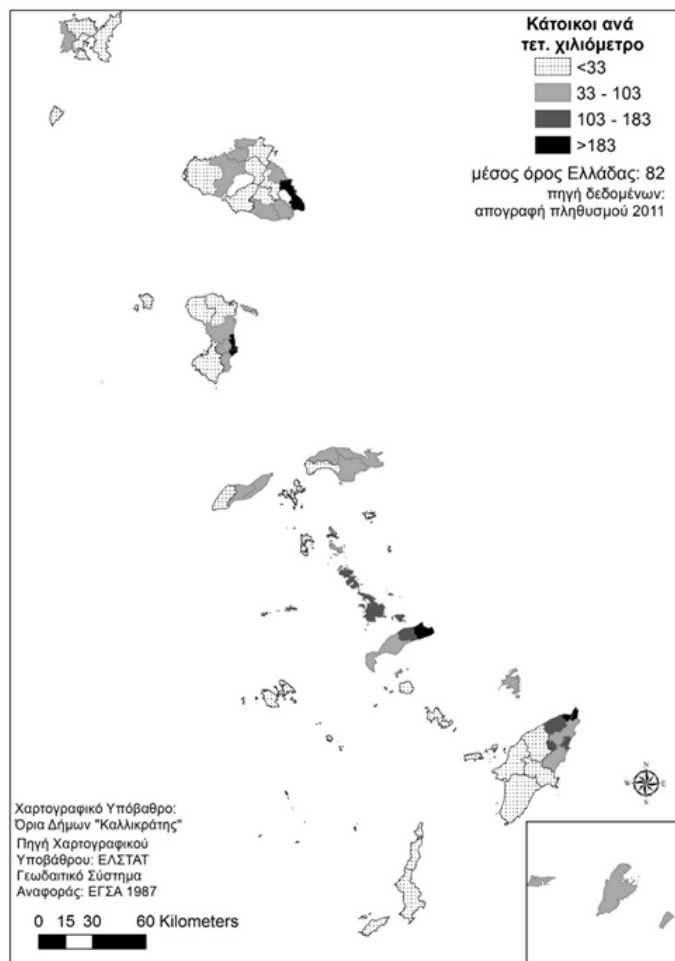 Κάτοικοι ανά
τετ. χιλιόμετρο
<33
33 - 103
103 - 183
>183
μέσος όρος Ελλάδας: 82
πηγή δεδομένων:
απογραφή πληθυσμού 2011
N
W E
S
Χαρτογραφικό Υπόβαθρο:
Όρια Δήμων "Καλλικράτης"
Πηγή Χαρτογραφικού
Υποβάθρου: ΕΛΣΤΑΤ
Γεωδαιτικό Σύστημα
Αναφοράς: ΕΓΣΑ 1987
0 15 30 60 Kilometers